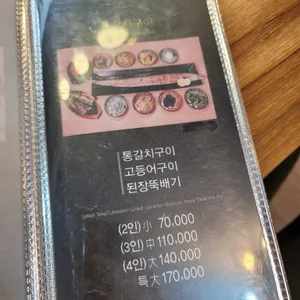 통갈치구이
고등어구이
된장뚝배기
(2인) 小 70.000
(3인) 中 110.000
(4인) 大 140.000
특大 170.000